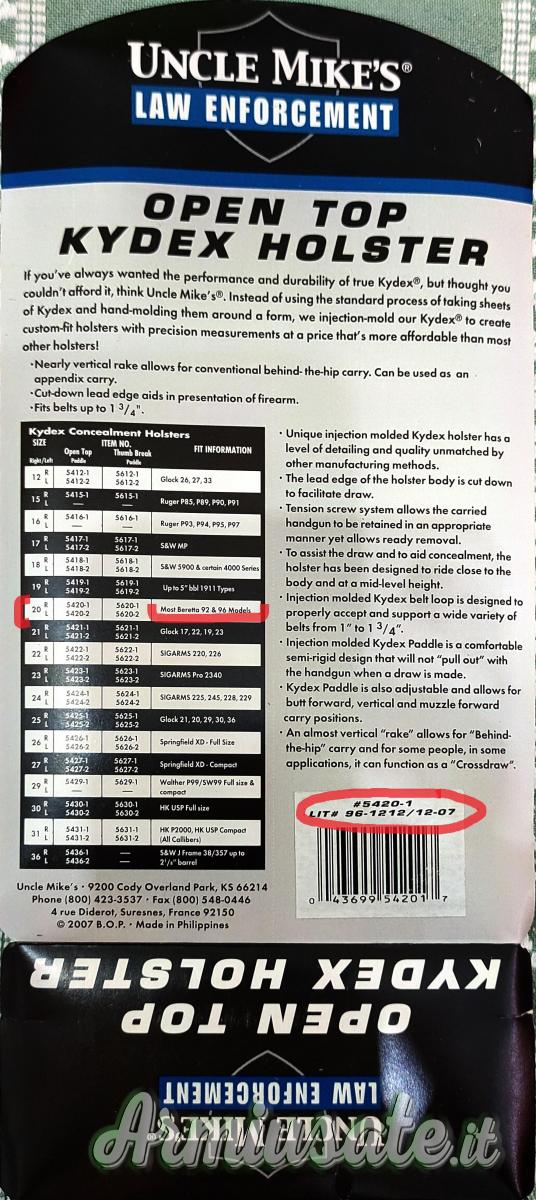 UNCLE MIKE'S®
LAW ENFORCEMENT
OPEN TOP
KYDEX HOLSTER
If you've always wanted the performance and durability of true Kydex®, but thought you
couldn't afford it, think Uncle Mike's®. Instead of using the standard process of taking sheets
of Kydex and hand-molding them around a form, we injection-mold our Kydex® to create
custom-fit holsters with precision measurements at a price that's more affordable than most
other holsters!
·Nearly vertical rake allows for conventional behind- the-hip carry. Can be used as an
appendix carry.
·Cut-down lead edge aids in presentation of firearm.
·Fits belts up to 1 3/4".
Kydex Concealment Holsters
SIZE ITEM NO. FIT INFORMATION
Open Top Thumb Break
Right/Left Paddle Paddle
12 R L 5412-1 5412-2 5612-1 5612-2 Glock 26, 27, 33
15 R L 5415-1 — 5615-1 — Ruger P85, P89, P90, P91
16 R L 5416-1 — 5616-1 — Ruger P93, P94, P95, P97
17 R L 5417-1 5417-2 5617-1 5617-2 S&W MP
18 R L 5418-1 5418-2 5618-1 5618-2 S&W 5900 & certain 4000 Series
19 R L 5419-1 5419-2 5619-1 5619-2 Up to 5" bbl 1911 Types
20 R L 5420-1 5420-2 5620-1 5620-2 Most Beretta 92 & 96 Models
21 R L 5421-1 5421-2 5621-1 5621-2 Glock 17, 22, 19, 23
22 R L 5422-1 5422-2 5622-1 5622-2 SIGARMS 220, 226
23 R L 5423-1 5423-2 5623-1 5623-2 SIGARMS Pro 2340
24 R L 5424-1 5424-2 5624-1 5624-2 SIGARMS 225, 245, 228, 229
25 R L 5425-1 5425-2 5625-1 5625-2 Glock 21, 20, 29, 30, 36
26 R L 5426-1 5426-2 5626-1 5626-2 Springfield XD - Full Size
27 R L 5427-1 5427-2 5627-1 5627-2 Springfield XD - Compact
29 R L 5429-1 — 5629-1 — Walther P99/SW99 Full size & compact
30 R L 5430-1 5430-2 5630-1 5630-2 HK USP Full size
31 R L 5431-1 5431-2 5631-1 5631-2 HK P2000, HK USP Compact (All Callibers)
36 R L 5436-1 5436-2 — — S&W J Frame 38/357 up to 2¹/₈" barrel
· Unique injection molded Kydex holster has a
level of detailing and quality unmatched by
other manufacturing methods.
· The lead edge of the holster body is cut down
to facilitate draw.
· Tension screw system allows the carried
handgun to be retained in an appropriate
manner yet allows ready removal.
· To assist the draw and to aid concealment, the
holster has been designed to ride close to the
body and at a mid-level height.
· Injection molded Kydex belt loop is designed to
properly accept and support a wide variety of
belts from 1" to 1 3/4".
· Injection molded Kydex Paddle is a comfortable
semi-rigid design that will not "pull out" with
the handgun when a draw is made.
· Kydex Paddle is also adjustable and allows for
butt forward, vertical and muzzle forward
carry positions.
· An almost vertical "rake" allows for "Behind-
the-hip" carry and for some people, in some
applications, it can function as a "Crossdraw".
#5420-1
LIT# 96-1212/12-07
0 43699 54201 7
Uncle Mike's · 9200 Cody Overland Park, KS 66214
Phone (800) 423-3537 · Fax (800) 548-0446
4 rue Diderot, Suresnes, France 92150
© 2007 B.O.P. · Made in Philippines
OPEN TOP
KYDEX HOLSTER
UNCLE MIKE'S®
LAW ENFORCEMENT
Armiusate.it